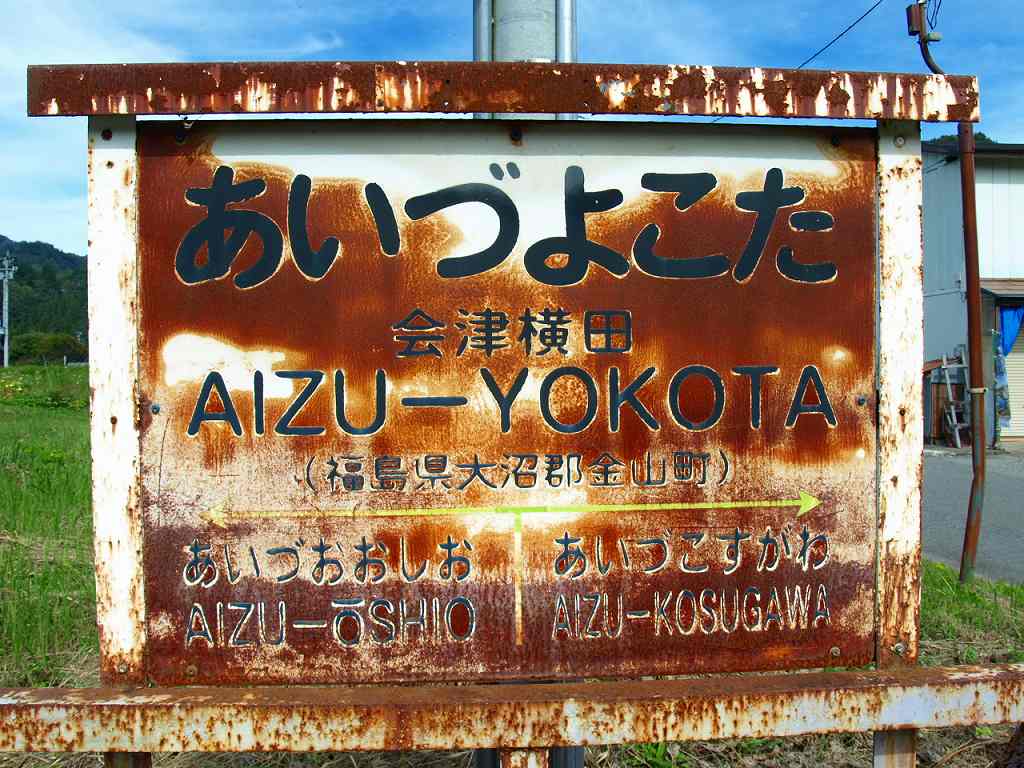 あいづよこた
会津横田
AIZU-YOKOTA
(福島県大沼郡金山町)
あいづおおしお
AIZU-ŌSHIO
あいづこすがわ
AIZU-KOSUGAWA